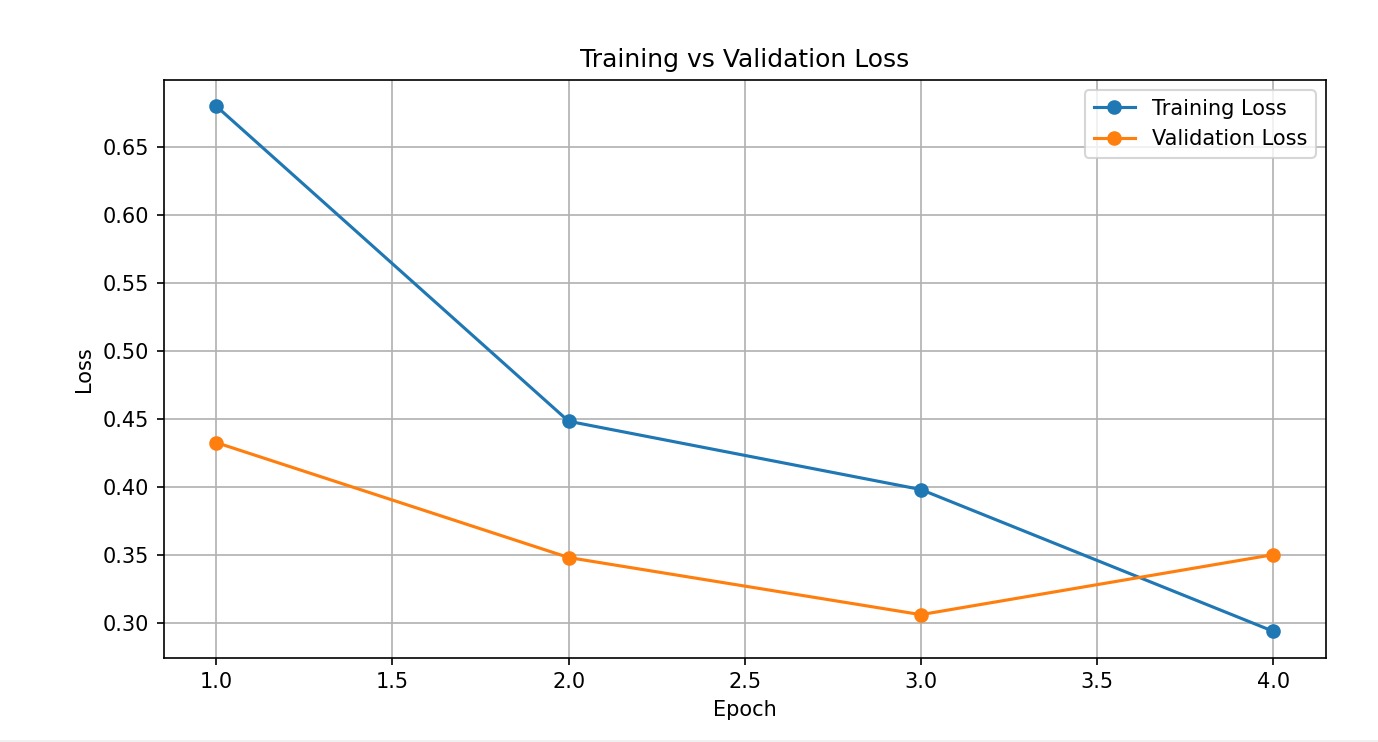 Training vs Validation Loss
Training Loss
Validation Loss
0.65
0.60
0.55
0.50
0.45
0.40
0.35
0.30
Loss
1.0 1.5 2.0 2.5 3.0 3.5 4.0
Epoch